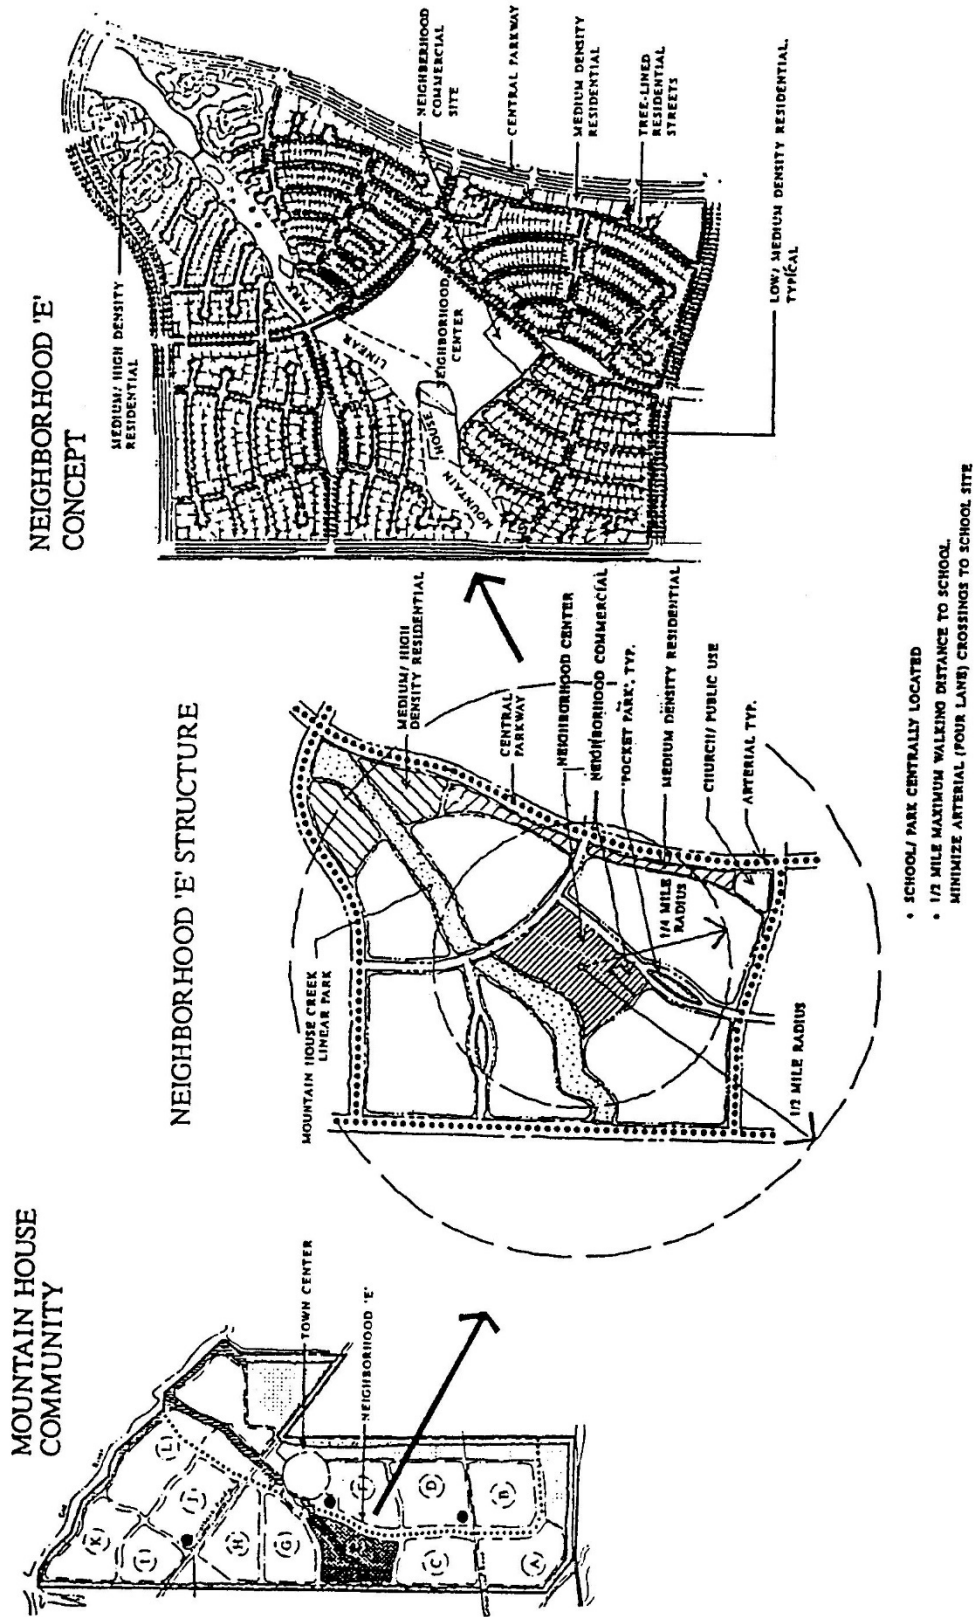 MOUNTAIN HOUSE
COMMUNITY
K
L
I
J
H
G
TOWN CENTER
NEIGHBORHOOD 'E'
D
B
C
A
NEIGHBORHOOD 'E' STRUCTURE
MOUNTAIN HOUSE CREEK
LINEAR PARK
MEDIUM/ HIGH
DENSITY RESIDENTIAL
CENTRAL
PARKWAY
NEIGHBORHOOD CENTER
NEIGHBORHOOD COMMERCIAL
POCKET PARK, TYP.
MEDIUM DENSITY RESIDENTIAL
CHURCH/ PUBLIC USE
ARTERIAL TYP.
1/4 MILE
RADIUS
1/2 MILE RADIUS
NEIGHBORHOOD 'E'
CONCEPT
MEDIUM/ HIGH DENSITY
RESIDENTIAL
NEIGHBERHOOD
COMMERCIAL
SITE
CENTRAL PARKWAY
MEDIUM DENSITY
RESIDENTIAL
TREE-LINED
RESIDENTIAL
STREETS
LOW/ MEDIUM DENSITY RESIDENTIAL,
TYPICAL
MOUNTAIN HOUSE
LINEAR PARK
NEIGHBORHOOD
CENTER
• SCHOOL/ PARK CENTRALLY LOCATED
• 1/2 MILE MAXIMUM WALKING DISTANCE TO SCHOOL.
MINIMIZE ARTERIAL (FOUR LANE) CROSSINGS TO SCHOOL SITE